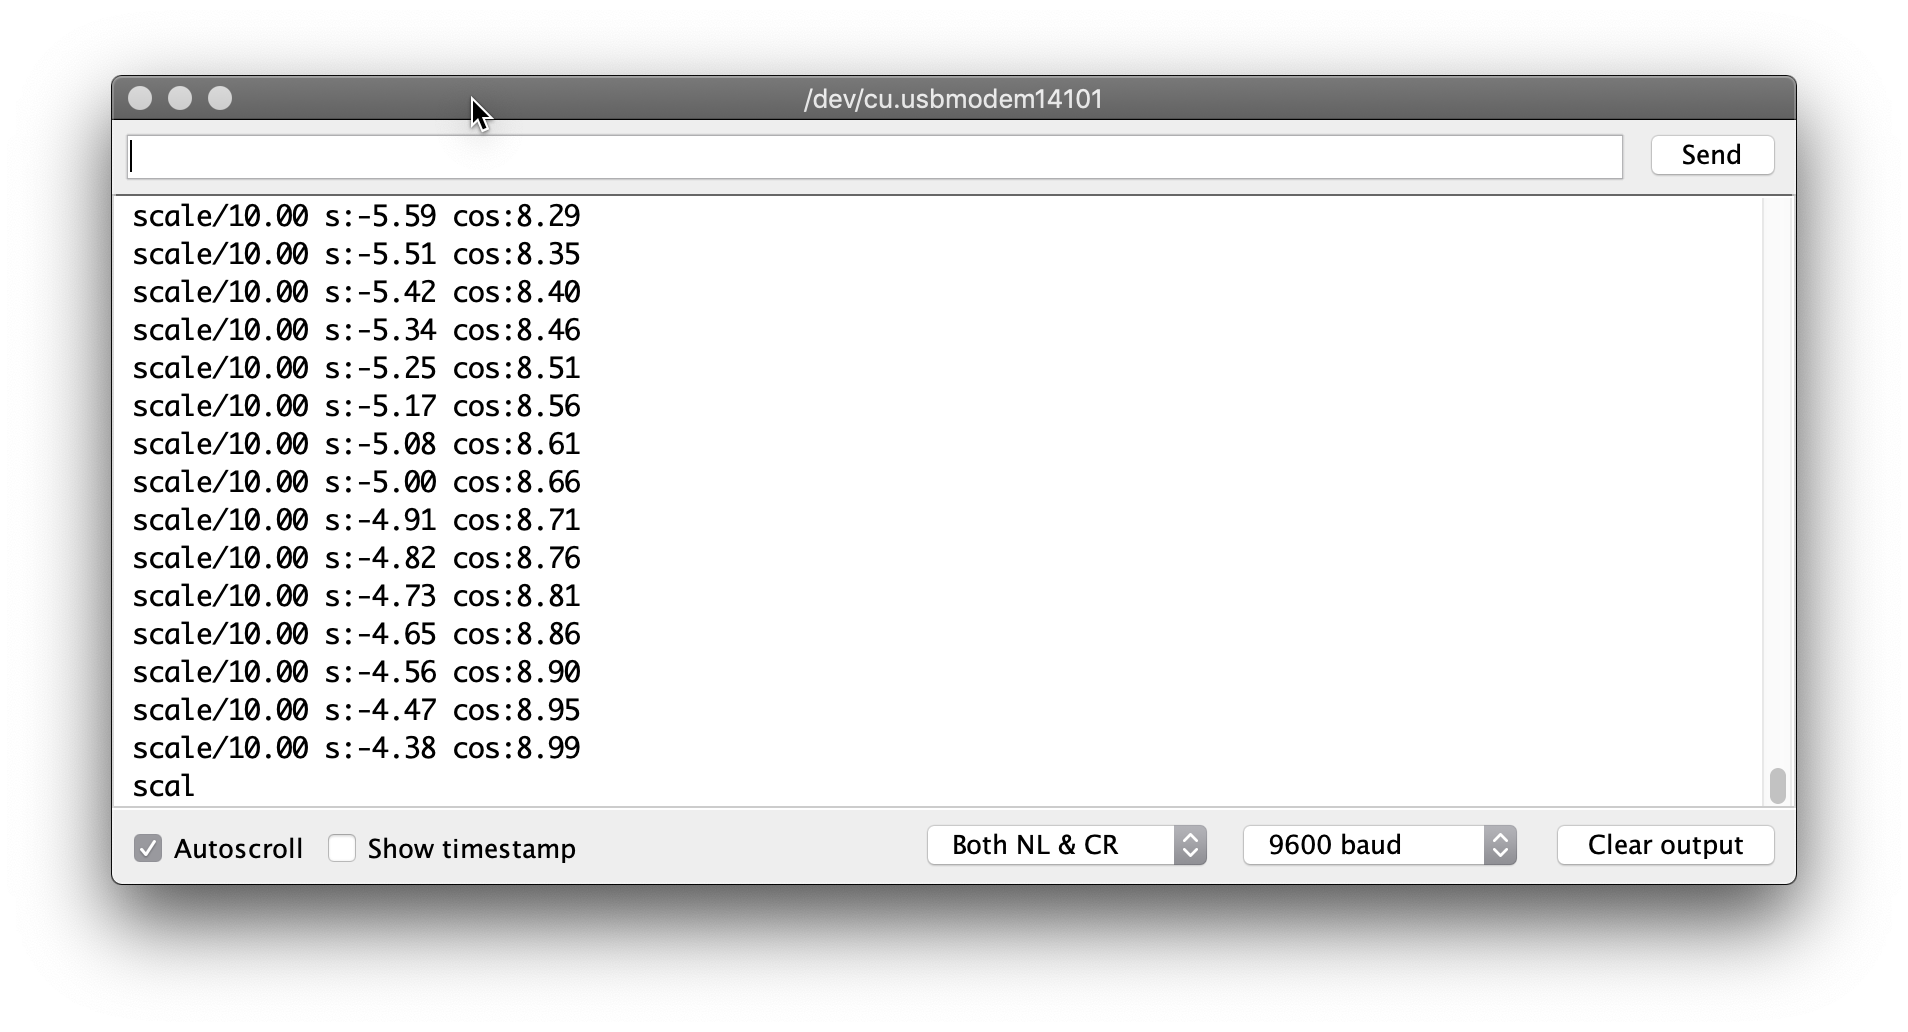 /dev/cu.usbmodem14101
Send
scale/10.00 s:-5.59 cos:8.29
scale/10.00 s:-5.51 cos:8.35
scale/10.00 s:-5.42 cos:8.40
scale/10.00 s:-5.34 cos:8.46
scale/10.00 s:-5.25 cos:8.51
scale/10.00 s:-5.17 cos:8.56
scale/10.00 s:-5.08 cos:8.61
scale/10.00 s:-5.00 cos:8.66
scale/10.00 s:-4.91 cos:8.71
scale/10.00 s:-4.82 cos:8.76
scale/10.00 s:-4.73 cos:8.81
scale/10.00 s:-4.65 cos:8.86
scale/10.00 s:-4.56 cos:8.90
scale/10.00 s:-4.47 cos:8.95
scale/10.00 s:-4.38 cos:8.99
scal
Autoscroll Show timestamp Both NL & CR 9600 baud Clear output